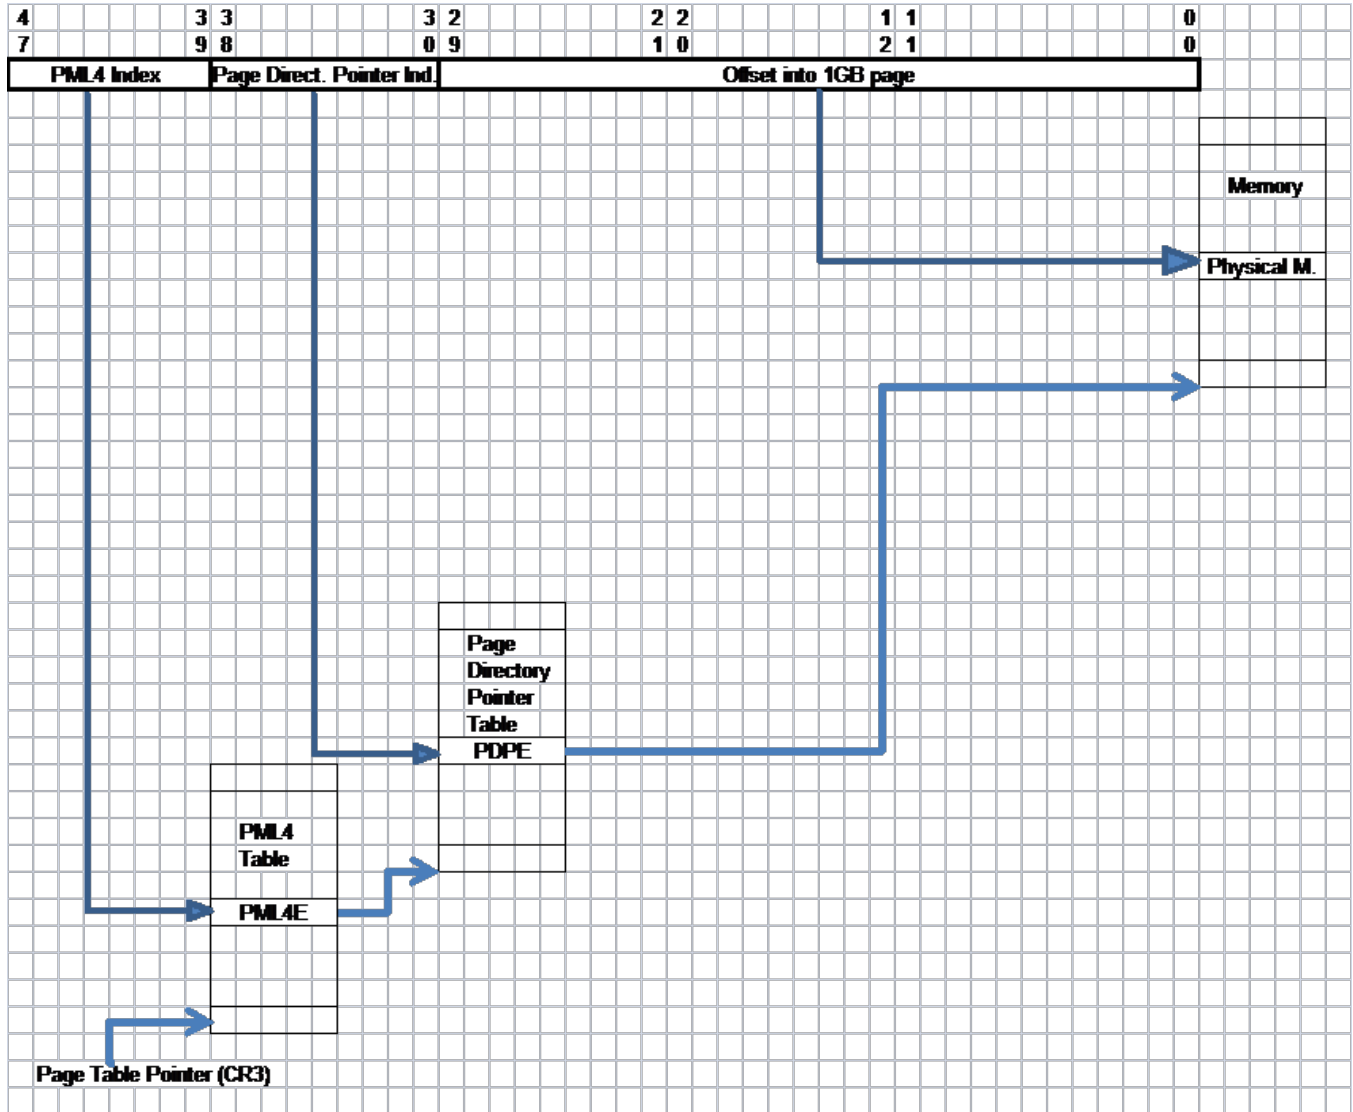 4 3 3 3 2 2 2 1 1 0
7 9 8 0 9 1 0 2 1 0
PML4 Index Page Direct. Pointer Ind. Offset into 1GB page
Memory
Physical M.
Page
Directory
Pointer
Table
PDPE
PML4
Table
PML4E
Page Table Pointer (CR3)